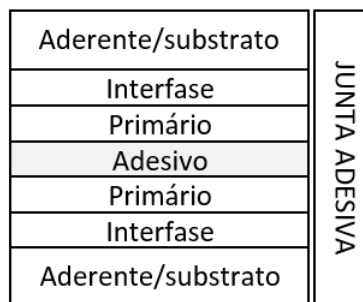 Aderente/substrato
Interfase
Primário
Adesivo
Primário
Interfase
Aderente/substrato
JUNTA ADESIVA